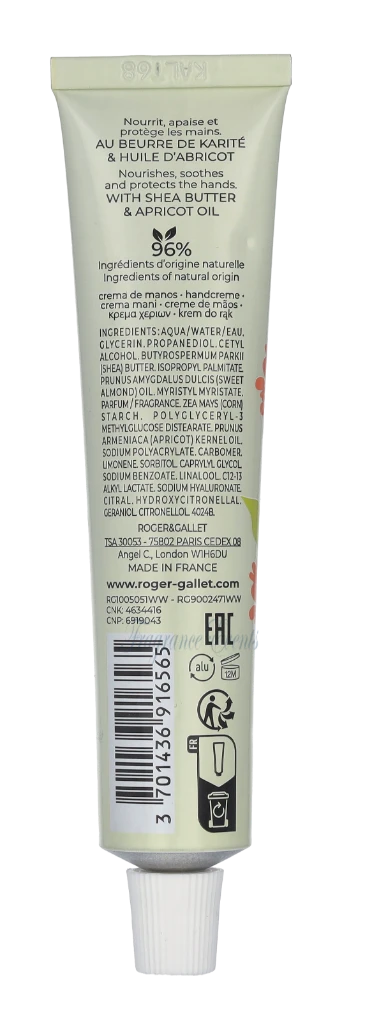 KAL168
Nourrit, apaise et
protège les mains.
AU BEURRE DE KARITÉ
& HUILE D'ABRICOT
Nourishes, soothes
and protects the hands.
WITH SHEA BUTTER
& APRICOT OIL
96%
Ingrédients d'origine naturelle
Ingredients of natural origin
crema de manos • handcreme •
crema mani • creme de mãos •
κρεμα χεριων • krem do rąk
INGREDIENTS: AQUA/WATER/EAU,
GLYCERIN, PROPANEDIOL, CETYL
ALCOHOL, BUTYROSPERMUM PARKII
(SHEA) BUTTER, ISOPROPYL PALMITATE,
PRUNUS AMYGDALUS DULCIS (SWEET
ALMOND) OIL, MYRISTYL MYRISTATE,
PARFUM / FRAGRANCE, ZEA MAYS (CORN)
STARCH, POLYGLYCERYL-3
METHYLGLUCOSE DISTEARATE, PRUNUS
ARMENIACA (APRICOT) KERNEL OIL,
SODIUM POLYACRYLATE, CARBOMER,
LIMONENE, SORBITOL, CAPRYLYL GLYCOL,
SODIUM BENZOATE, LINALOOL, C12-13
ALKYL LACTATE, SODIUM HYALURONATE,
CITRAL, HYDROXYCITRONELLAL,
GERANIOL, CITRONELLOL. 4024B.
ROGER&GALLET
TSA 30053 - 75802 PARIS CEDEX 08
Angel C., London W1H6DU
MADE IN FRANCE
www.roger-gallet.com
RG1005051WW - RG9002471WW
CNK: 4634416
CNP: 6919043
EAC
Fragrance Events
alu
12M
FR
3 701436 916565